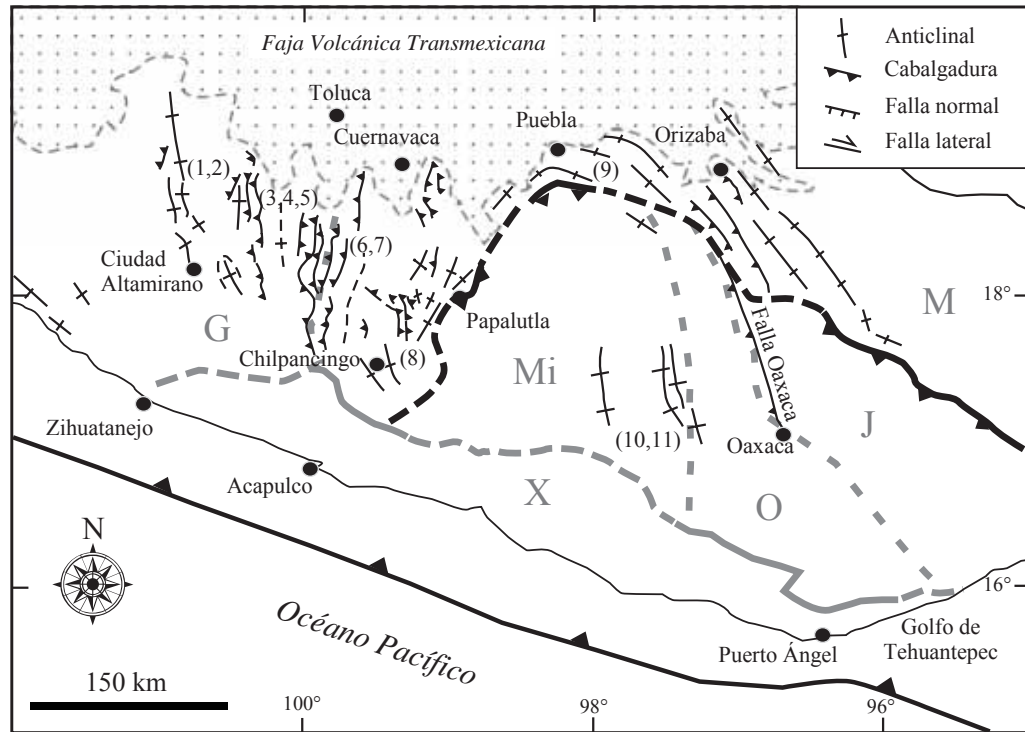 Faja Volcánica Transmexicana
Anticlinal
Cabalgadura
Falla normal
Falla lateral
Toluca
Cuernavaca
Puebla
Orizaba
(1,2)
(3,4,5)
(9)
(6,7)
Ciudad
Altamirano
M
18°
G
Papalutla
Falla Oaxaca
Chilpancingo
(8)
Mi
Zihuatanejo
(10,11)
Oaxaca
J
Acapulco
X
O
N
16°
Océano Pacífico
Puerto Ángel
Golfo de
Tehuantepec
150 km
100°
98°
96°